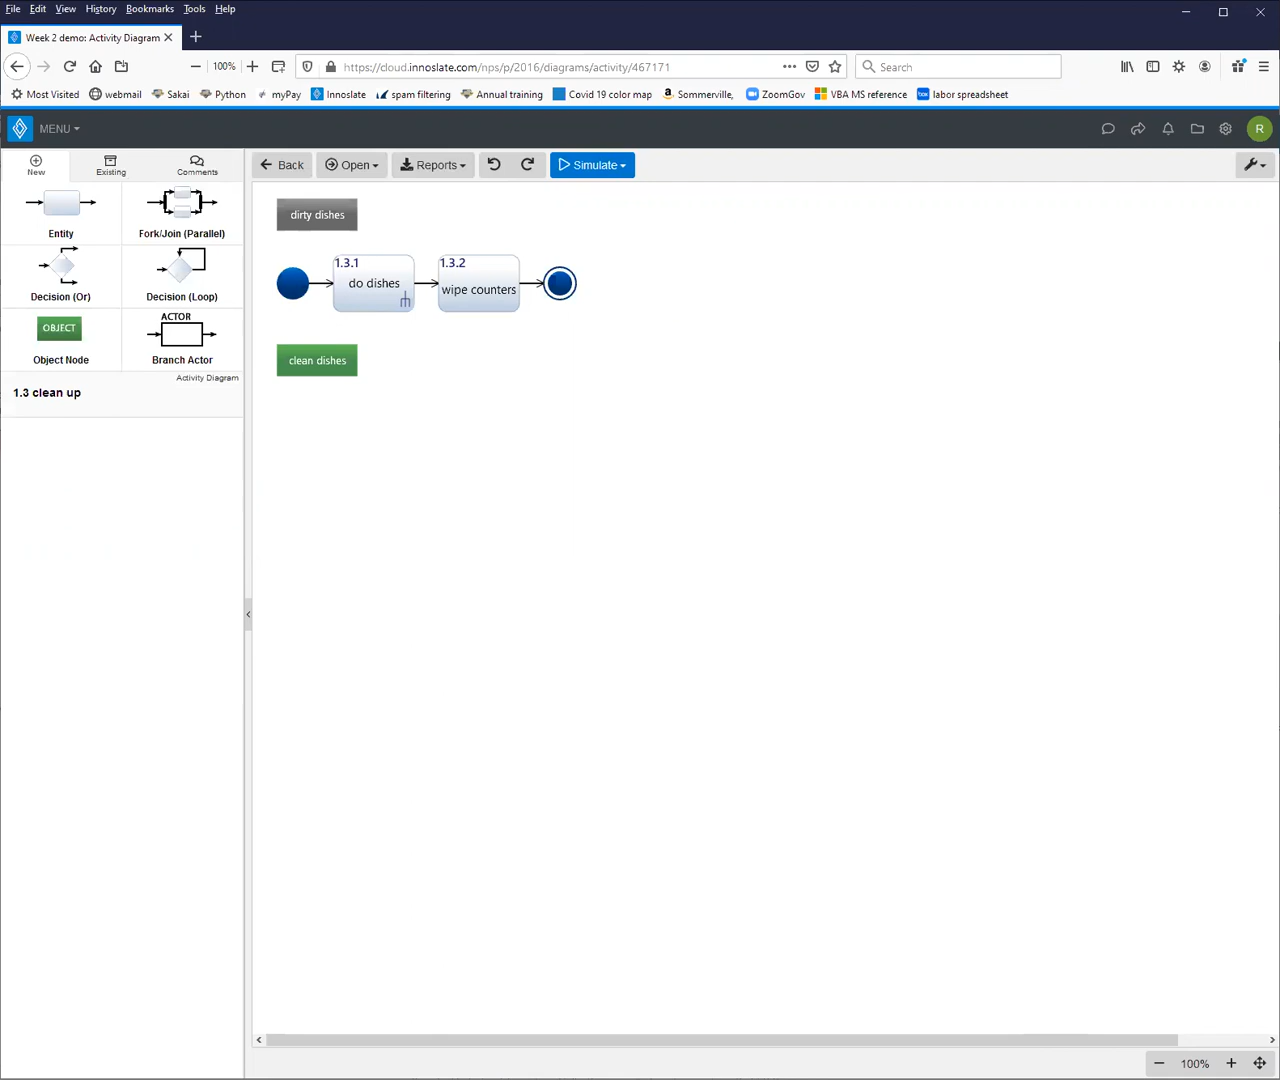 File Edit View History Bookmarks Tools Help
Week 2 demo: Activity Diagram
100% https://cloud.innoslate.com/nps/p/2016/diagrams/activity/467171 Search
Most Visited webmail Sakai Python myPay Innoslate spam filtering Annual training Covid 19 color map Sommerville, ZoomGov VBA MS reference labor spreadsheet
MENU R
New Existing Comments Back Open Reports Simulate
Entity Fork/Join (Parallel)
Decision (Or) Decision (Loop)
OBJECT ACTOR
Object Node Branch Actor
Activity Diagram
1.3 clean up
dirty dishes
1.3.1 1.3.2
do dishes wipe counters
clean dishes
100%